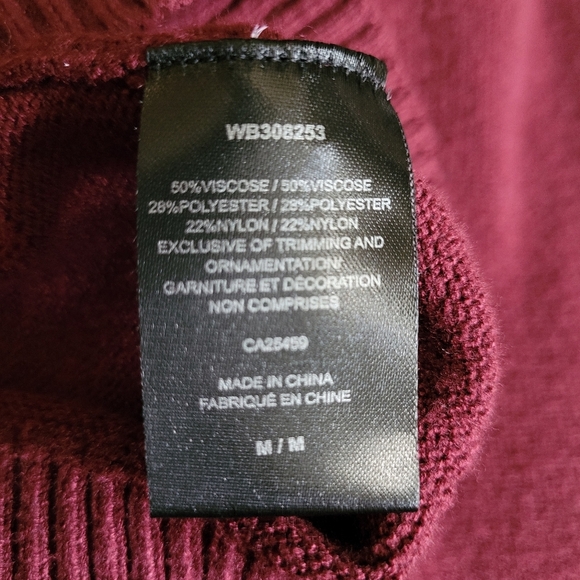 WB308253
50%VISCOSE / 50%VISCOSE
28%POLYESTER / 28%POLYESTER
22%NYLON / 22%NYLON
EXCLUSIVE OF TRIMMING AND
ORNAMENTATION/
GARNITURE ET DÉCORATION
NON COMPRISES
CA25459
MADE IN CHINA
FABRIQUÉ EN CHINE
M / M